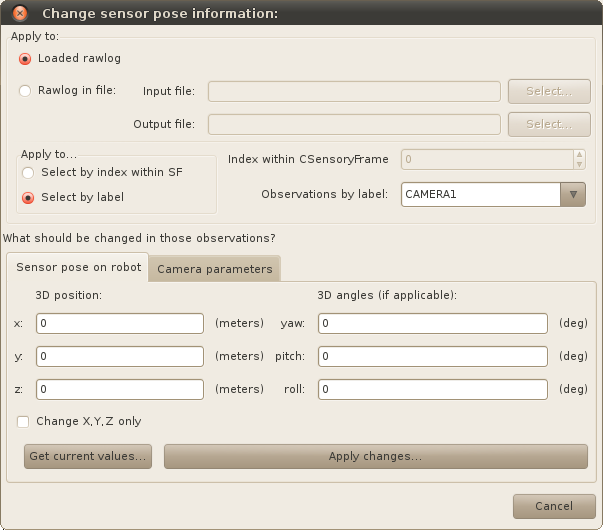 Change sensor pose information:
Apply to:
Loaded rawlog
Rawlog in file: Input file: Select...
Output file: Select...
Apply to...
Index within CSensoryFrame 0
Select by index within SF
Select by label
Observations by label: CAMERA1
What should be changed in those observations?
Sensor pose on robot Camera parameters
3D position: 3D angles (if applicable):
x: 0 (meters) yaw: 0 (deg)
y: 0 (meters) pitch: 0 (deg)
z: 0 (meters) roll: 0 (deg)
Change X,Y,Z only
Get current values... Apply changes...
Cancel